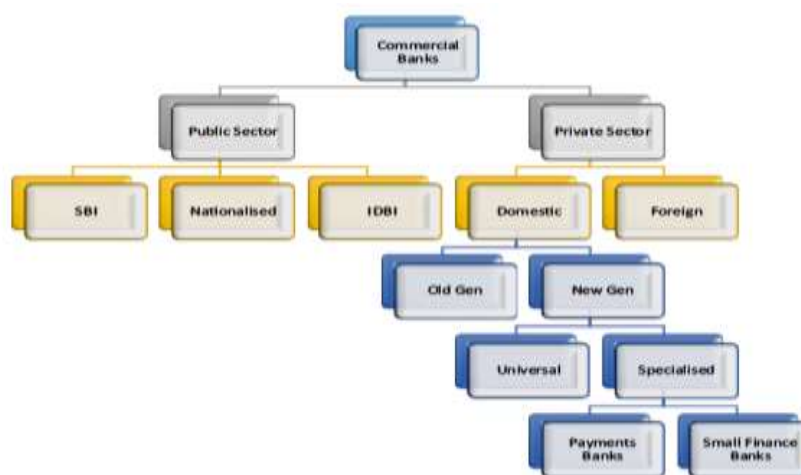 Commercial
Banks
Public Sector
Private Sector
SBI
Nationalised
IDBI
Domestic
Foreign
Old Gen
New Gen
Universal
Specialised
Payments
Banks
Small Finance
Banks